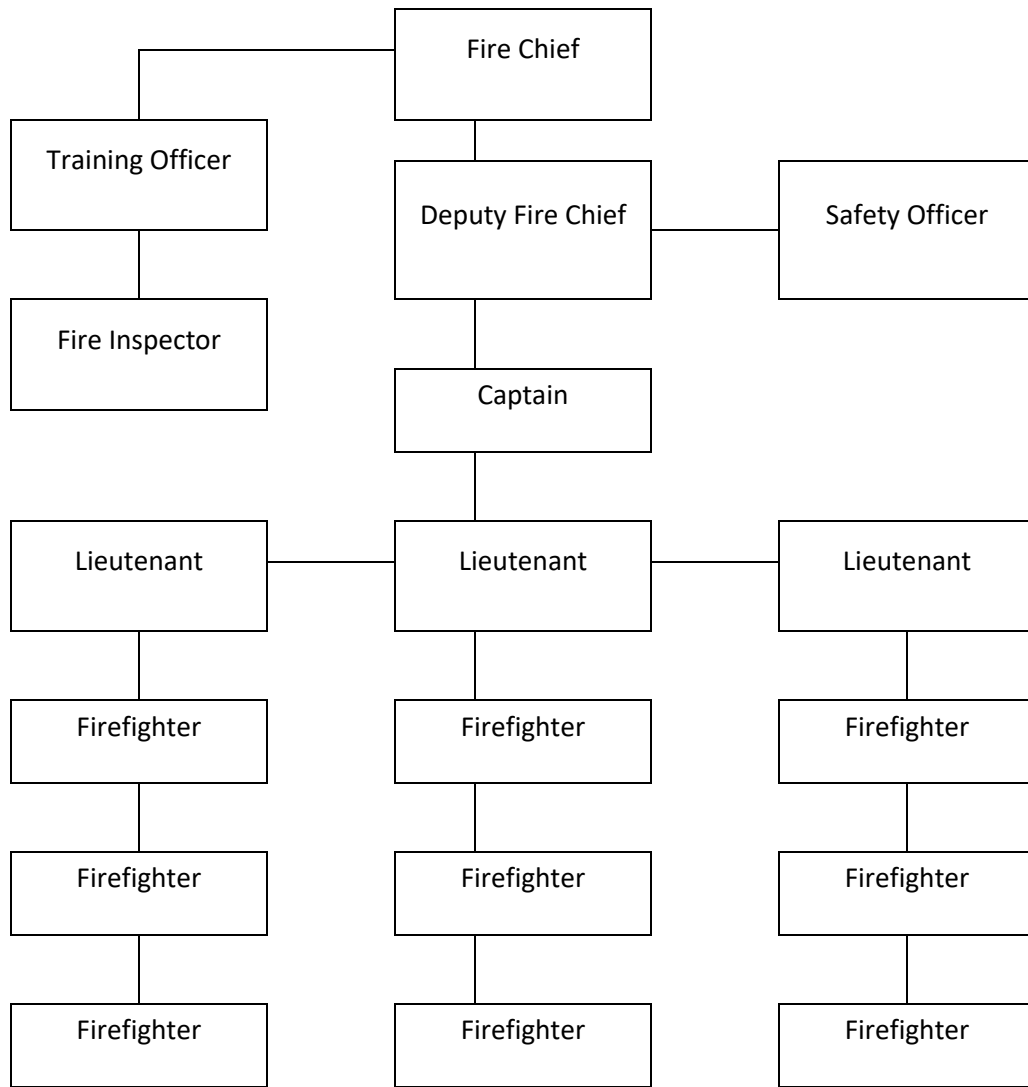 Fire Chief
Training Officer
Deputy Fire Chief
Safety Officer
Fire Inspector
Captain
Lieutenant
Lieutenant
Lieutenant
Firefighter
Firefighter
Firefighter
Firefighter
Firefighter
Firefighter
Firefighter
Firefighter
Firefighter